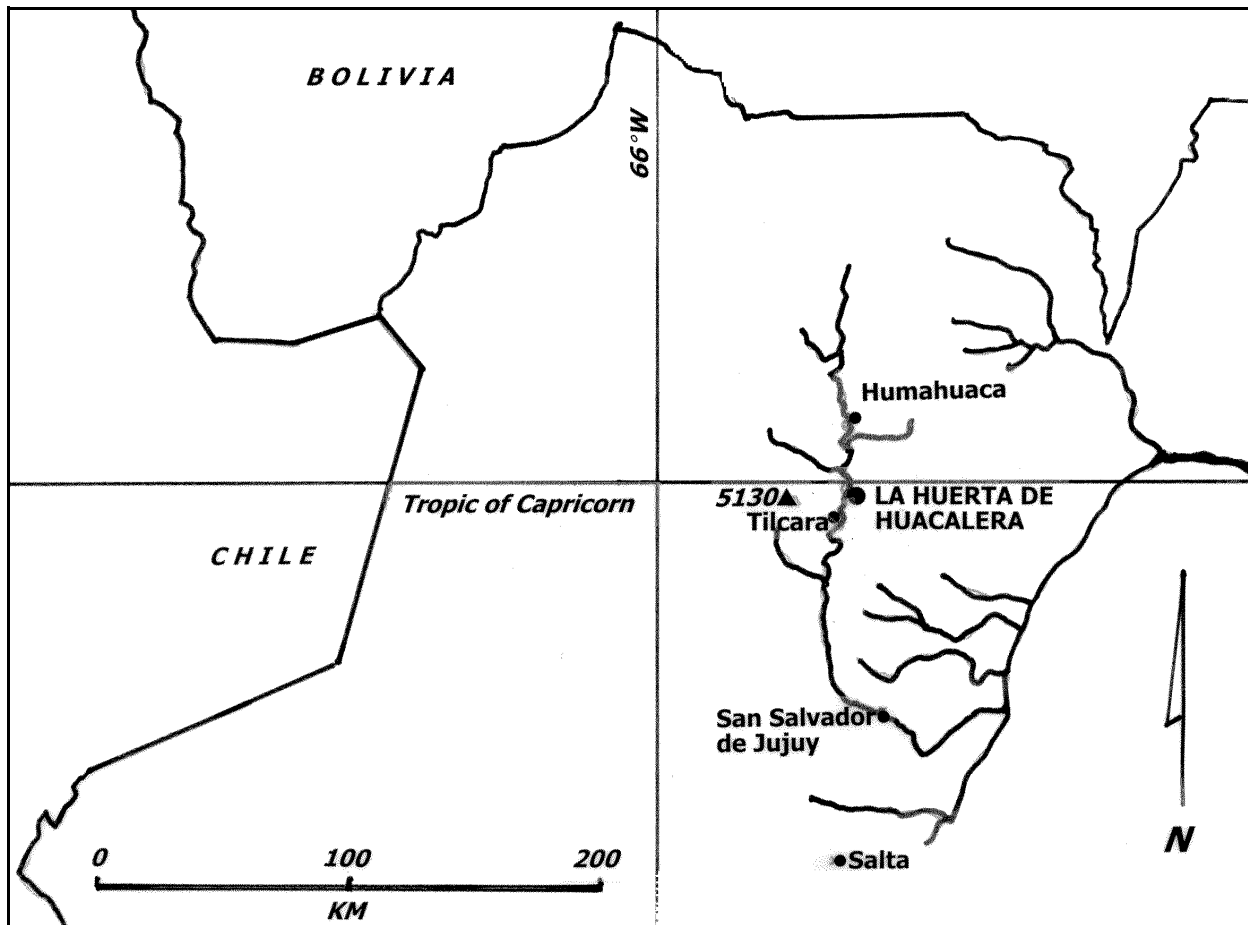 BOLIVIA
66°W
Humahuaca
Tropic of Capricorn
5130
LA HUERTA DE
HUACALERA
Tilcara
CHILE
San Salvador
de Jujuy
0 100 200
KM
Salta
N